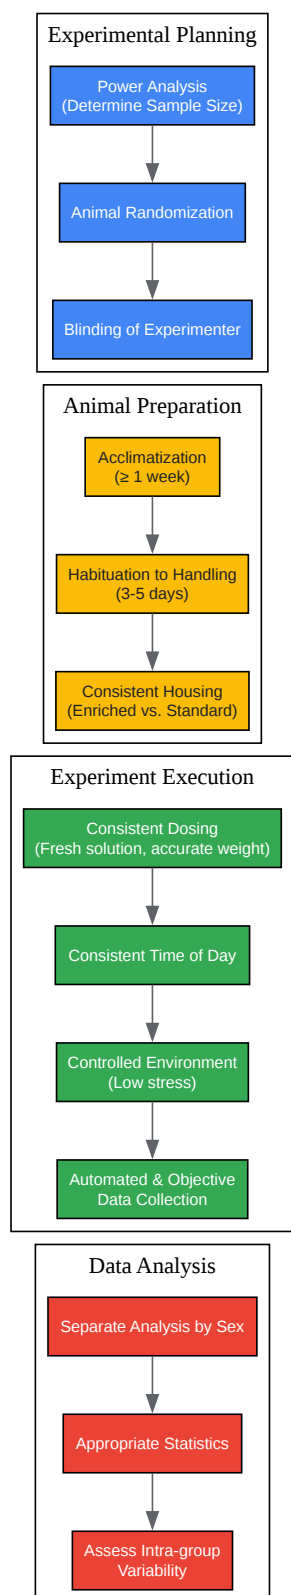 Experimental Planning
Power Analysis
(Determine Sample Size)
Animal Randomization
Blinding of Experimenter
Animal Preparation
Acclimatization
(≥ 1 week)
Habituation to Handling
(3-5 days)
Consistent Housing
(Enriched vs. Standard)
Experiment Execution
Consistent Dosing
(Fresh solution, accurate weight)
Consistent Time of Day
Controlled Environment
(Low stress)
Automated & Objective
Data Collection
Data Analysis
Separate Analysis by Sex
Appropriate Statistics
Assess Intra-group
Variability